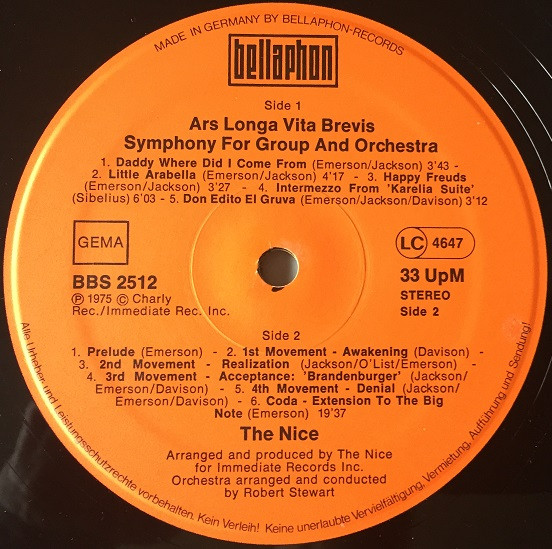 MADE IN GERMANY BY BELLAPHON-RECORDS
bellaphon
Side 1
Ars Longa Vita Brevis
Symphony For Group And Orchestra
1. Daddy Where Did I Come From (Emerson/Jackson) 3'43 -
2. Little Arabella (Emerson/Jackson) 4'17 - 3. Happy Freuds
(Emerson/Jackson) 3'27 - 4. Intermezzo From 'Karelia Suite'
(Sibelius) 6'03 - 5. Don Edito El Gruva (Emerson/Jackson/Davison) 3'12
GEMA
LC 4647
BBS 2512
33 UpM
℗ 1975 © Charly
Rec./Immediate Rec. Inc.
STEREO
Side 2
Side 2
1. Prelude (Emerson) - 2. 1st Movement - Awakening (Davison) -
3. 2nd Movement - Realization (Jackson/O'List/Emerson) -
4. 3rd Movement - Acceptance: 'Brandenburger' (Jackson/
Emerson/Davison) - 5. 4th Movement - Denial (Jackson/
Emerson/Davison) - 6. Coda - Extension To The Big
Note (Emerson) 19'37
The Nice
Arranged and produced by The Nice
for Immediate Records Inc.
Orchestra arranged and conducted
by Robert Stewart
Alle Urheber- und Leistungsschutzrechte vorbehalten. Kein Verleih! Keine unerlaubte Vervielfältigung, Vermietung, Aufführung und Sendung!